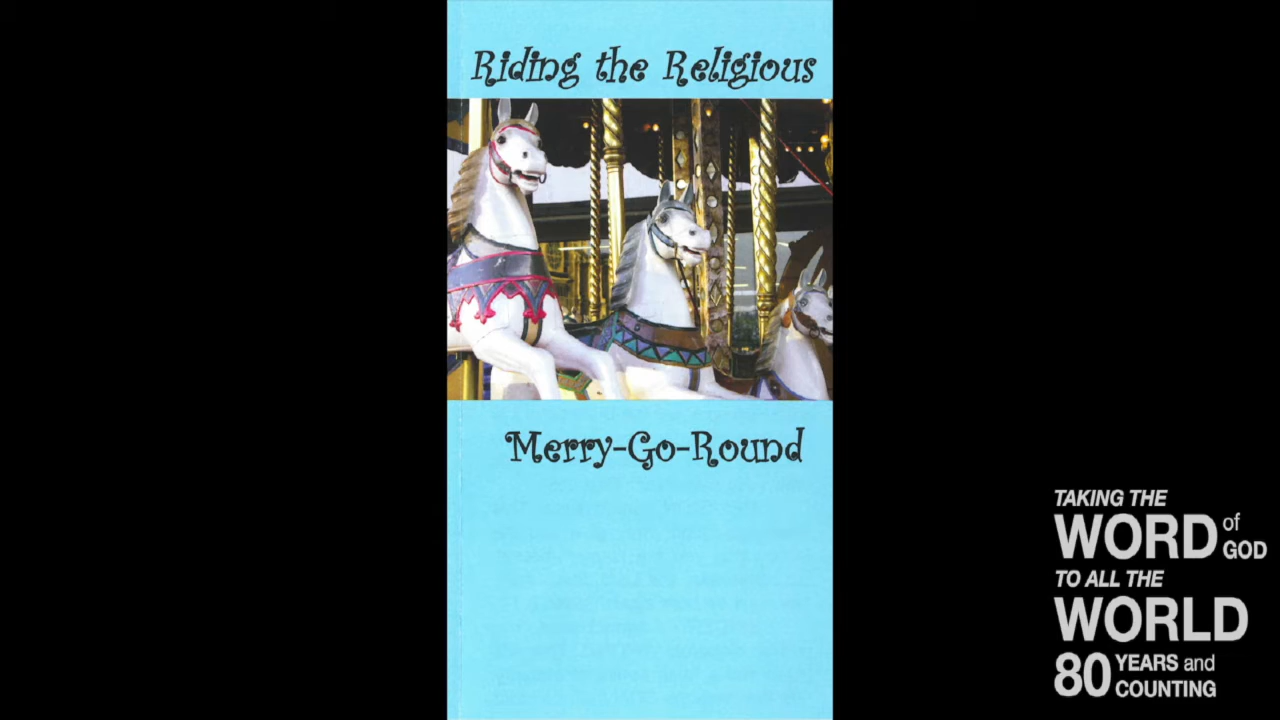 Riding the Religious
Merry-Go-Round
TAKING THE
WORD of GOD
TO ALL THE
WORLD
80 YEARS and
COUNTING